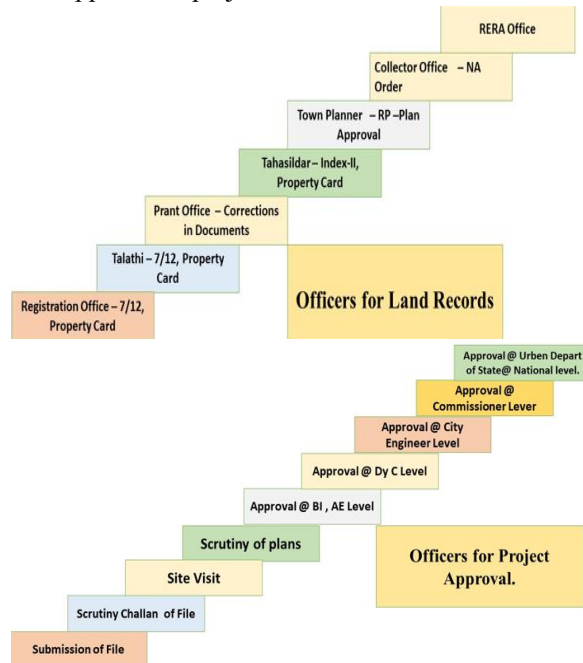 RERA Office
Collector Office – NA
Order
Town Planner – RP –Plan
Approval
Tahasildar– Index-II,
Property Card
Prant Office – Corrections
in Documents
Talathi – 7/12, Property
Card
Registration Office – 7/12,
Property Card
Officers for Land Records
Approval @ Urben Depart
of State@ National level.
Approval @
Commissioner Lever
Approval @ City
Engineer Level
Approval @ Dy C Level
Approval @ BI , AE Level
Scrutiny of plans
Site Visit
Scrutiny Challan of File
Submission of File
Officers for Project
Approval.